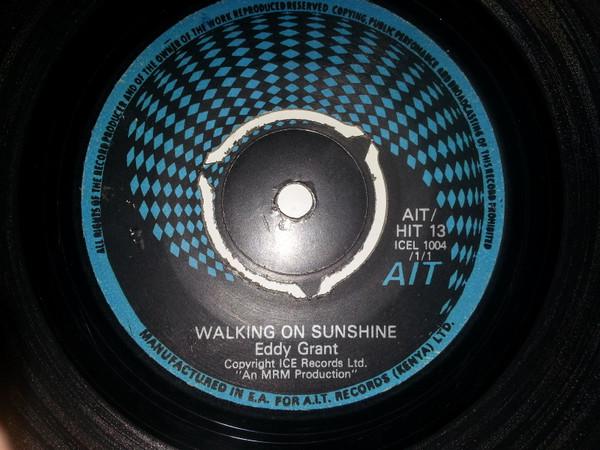 ALL RIGHTS OF THE RECORD PRODUCER AND OF THE OWNER OF THE WORK REPRODUCED RESERVED COPYING, PUBLIC PERFORMANCE AND BROADCASTING OF THIS RECORD PROHIBITED
AIT/
HIT 13
ICEL 1004
/1/1
AIT
WALKING ON SUNSHINE
Eddy Grant
Copyright ICE Records Ltd.
"An MRM Production"
MANUFACTURED IN E.A. FOR A.I.T. RECORDS (KENYA) LTD.